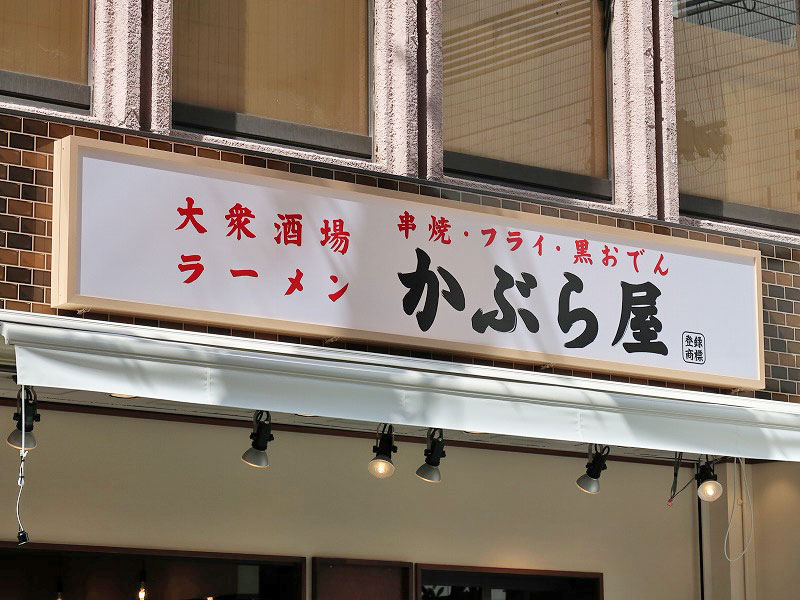 大衆酒場
ラーメン
串焼・フライ・黒おでん
かぶら屋
登録
商標